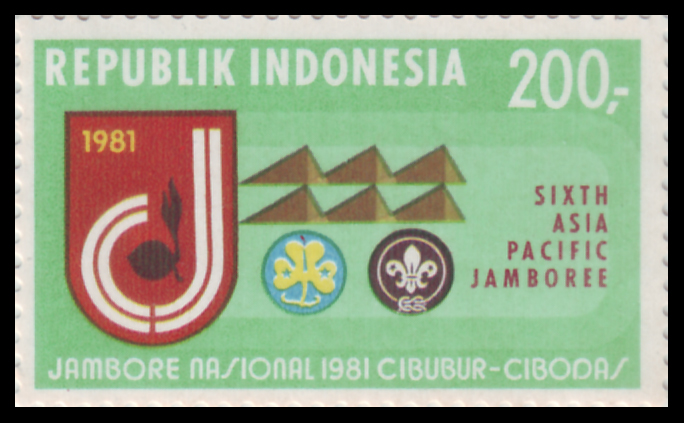 REPUBLIK INDONESIA
200,-
1981
SIXTH
ASIA
PACIFIC
JAMBOREE
JAMBORE NASIONAL 1981 CIBUBUR-CIBODAS